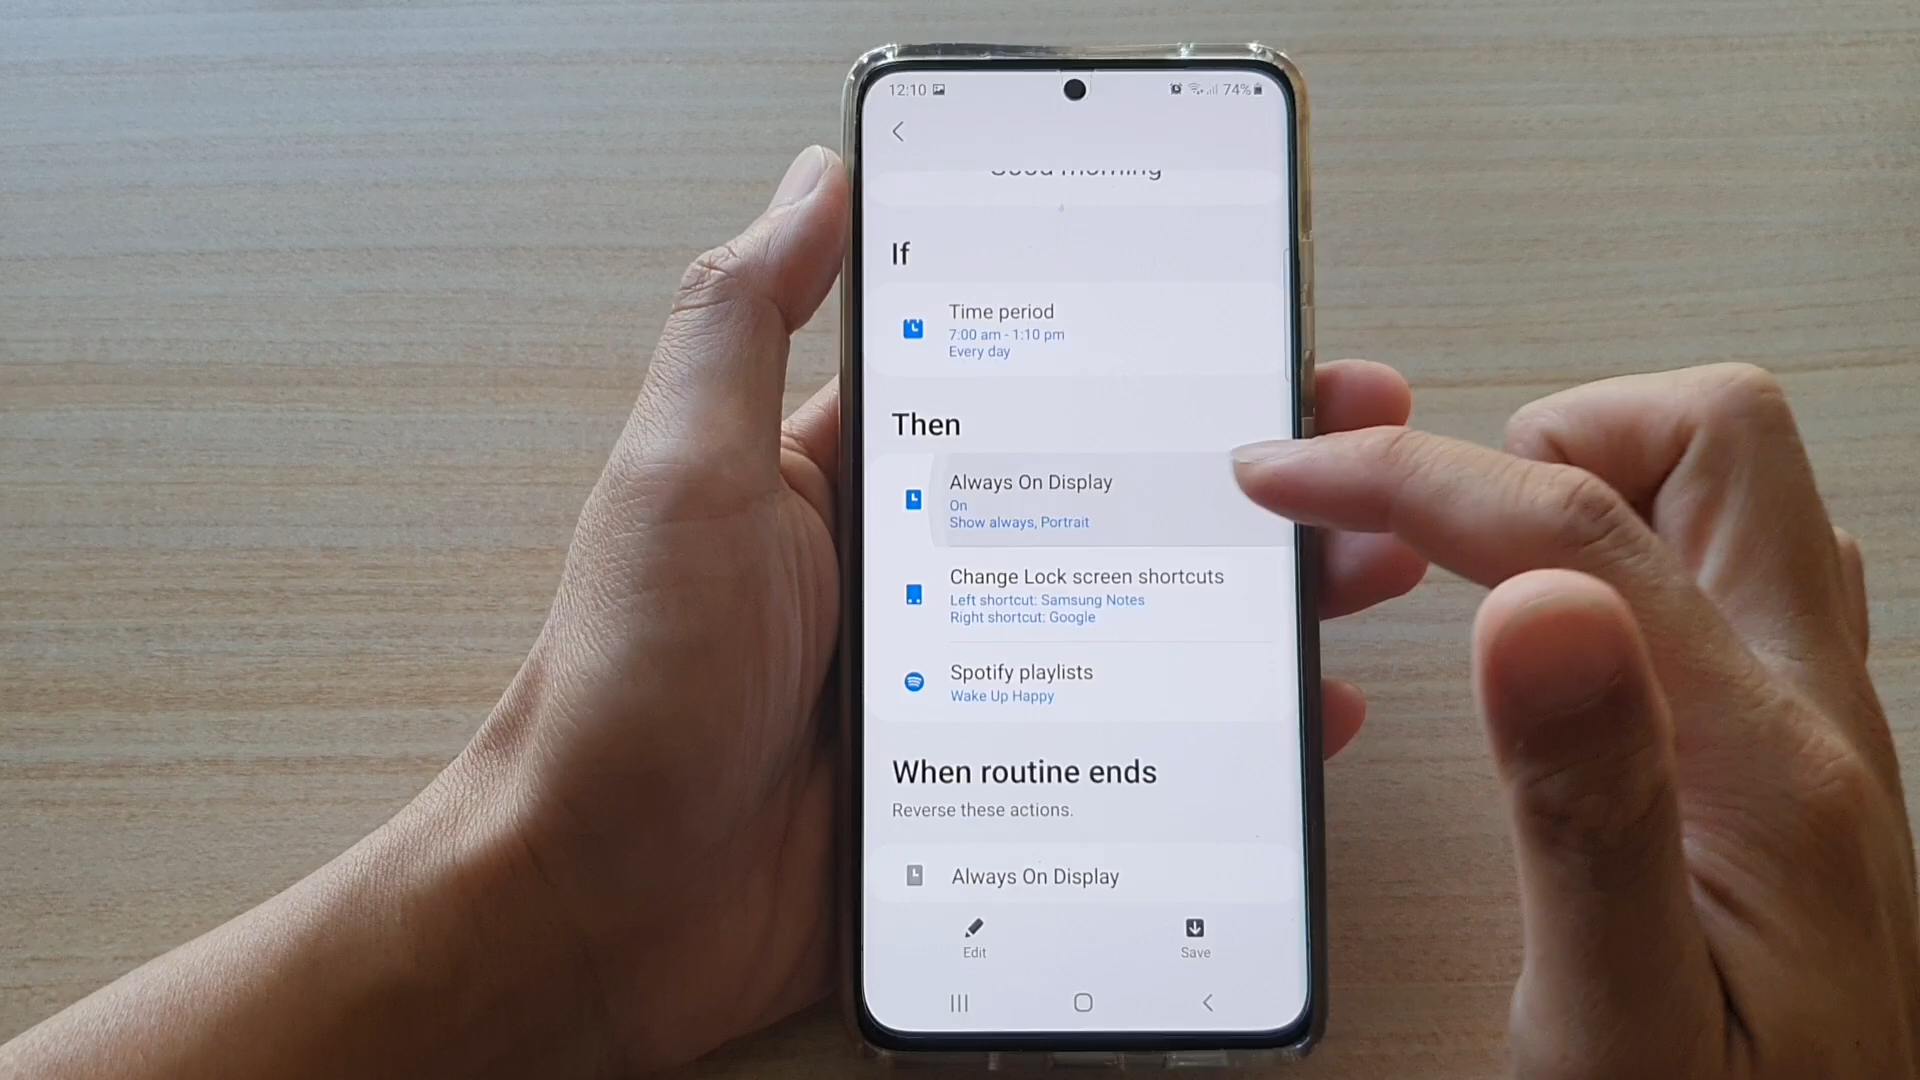 12:10
74%
Good morning
If
Time period
7:00 am - 1:10 pm
Every day
Then
Always On Display
On
Show always, Portrait
Change Lock screen shortcuts
Left shortcut: Samsung Notes
Right shortcut: Google
Spotify playlists
Wake Up Happy
When routine ends
Reverse these actions.
Always On Display
Edit
Save